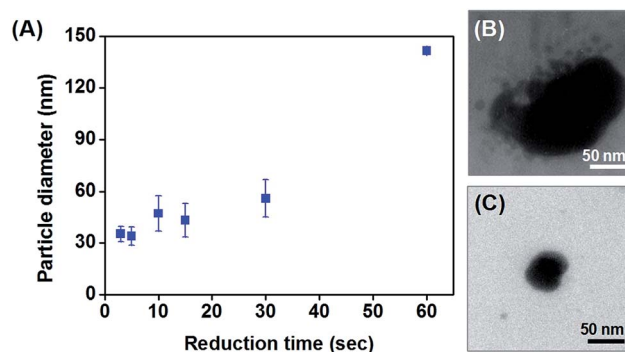 (A)
Particle diameter (nm)
150
120
90
60
30
0
0 10 20 30 40 50 60
Reduction time (sec)
(B)
50 nm
(C)
50 nm